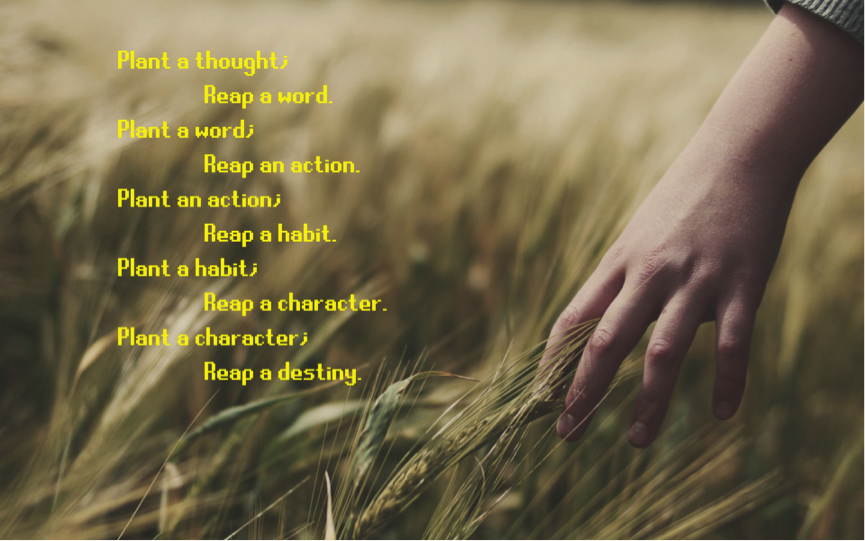 Plant a thought;
Reap a word.
Plant a word;
Reap an action.
Plant an action;
Reap a habit.
Plant a habit;
Reap a character.
Plant a character;
Reap a destiny.